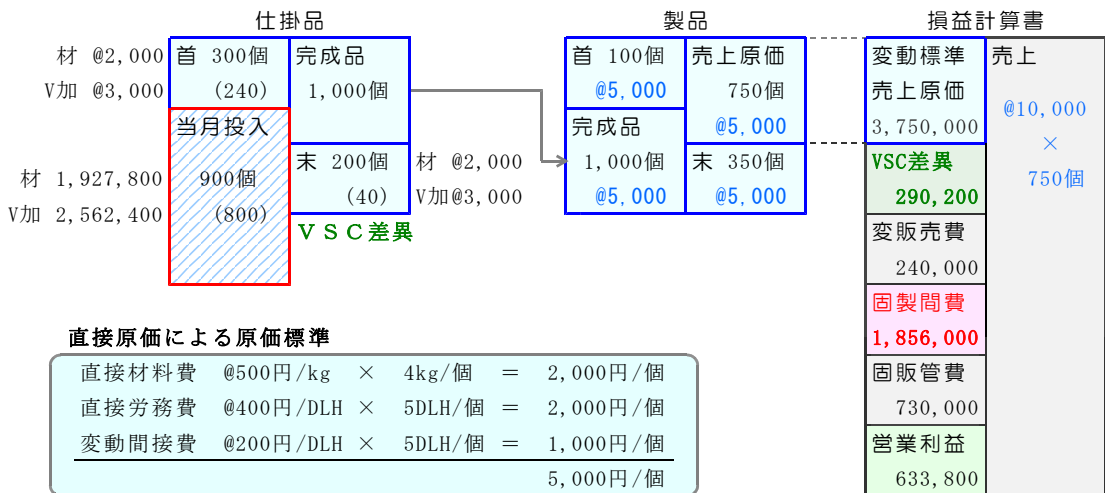 仕掛品
材 @2,000
V加 @3,000
首 300個
(240)
完成品
1,000個
当月投入
900個
(800)
材 1,927,800
V加 2,562,400
末 200個
(40)
材 @2,000
V加@3,000
VSC差異
製品
首 100個
@5,000
売上原価
750個
@5,000
完成品
1,000個
@5,000
末 350個
@5,000
損益計算書
変動標準
売上原価
3,750,000
売上
@10,000
×
750個
VSC差異
290,200
変販売費
240,000
固製間費
1,856,000
固販管費
730,000
営業利益
633,800
直接原価による原価標準
直接材料費 @500円/kg × 4kg/個 = 2,000円/個
直接労務費 @400円/DLH × 5DLH/個 = 2,000円/個
変動間接費 @200円/DLH × 5DLH/個 = 1,000円/個
5,000円/個